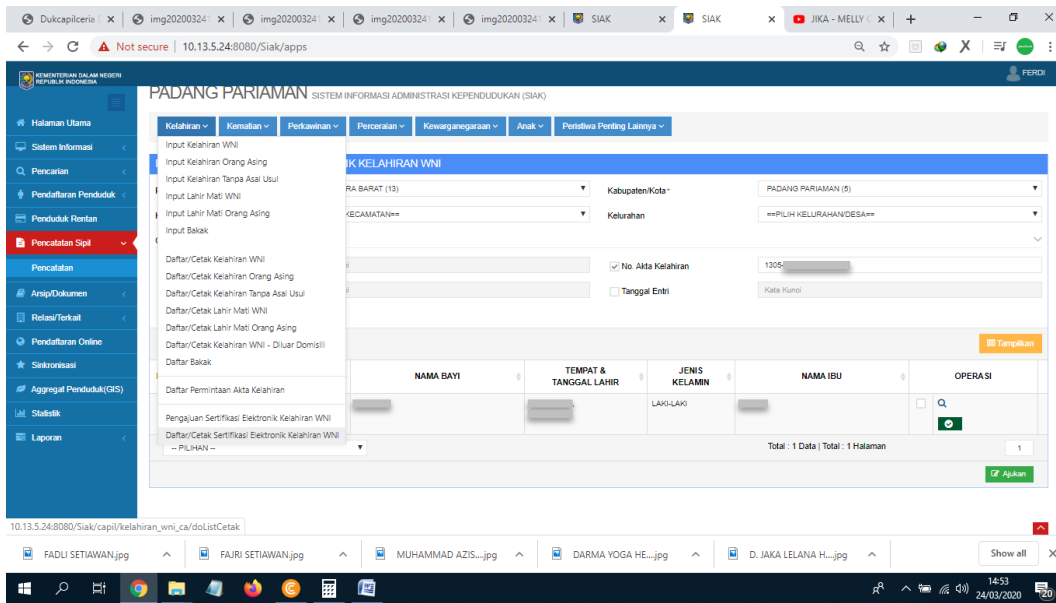 Dukcapilceria
img20200324
img20200324
img20200324
img20200324
SIAK
SIAK
JIKA - MELLY
Not secure
10.13.5.24:8080/Siak/apps
KEMENTERIAN DALAM NEGERI
REPUBLIK INDONESIA
FERDI
PADANG PARIAMAN SISTEM INFORMASI ADMINISTRASI KEPENDUDUKAN (SIAK)
Halaman Utama
Sistem Informasi
Pencarian
Pendaftaran Penduduk
Penduduk Rentan
Pencatatan Sipil
Pencatatan
Arsip/Dokumen
Relasi/Terkait
Pendaftaran Online
Sinkronisasi
Aggregat Penduduk(GIS)
Statistik
Laporan
Kelahiran
Kematian
Perkawinan
Perceraian
Kewarganegaraan
Anak
Peristiwa Penting Lainnya
Input Kelahiran WNI
Input Kelahiran Orang Asing
Input Kelahiran Tanpa Asal Usul
Input Lahir Mati WNI
Input Lahir Mati Orang Asing
Input Bakak
Daftar/Cetak Kelahiran WNI
Daftar/Cetak Kelahiran Orang Asing
Daftar/Cetak Kelahiran Tanpa Asal Usul
Daftar/Cetak Lahir Mati WNI
Daftar/Cetak Lahir Mati Orang Asing
Daftar/Cetak Kelahiran WNI - Diluar Domisili
Daftar Bakak
Daftar Permintaan Akta Kelahiran
Pengajuan Sertifikasi Elektronik Kelahiran WNI
Daftar/Cetak Sertifikasi Elektronik Kelahiran WNI
IK KELAHIRAN WNI
RA BARAT (13)
Kabupaten/Kota*
PADANG PARIAMAN (5)
KECAMATAN==
Kelurahan
==PILIH KELURAHAN/DESA==
No. Akta Kelahiran
1305-
Tanggal Entri
Kata Kunci
Tampilkan
NAMA BAYI
TEMPAT &
TANGGAL LAHIR
JENIS
KELAMIN
NAMA IBU
OPERASI
LAKI-LAKI
-- PILIHAN --
Total : 1 Data | Total : 1 Halaman
1
Ajukan
10.13.5.24:8080/Siak/capil/kelahiran_wni_ca/doListCetak
FADLI SETIAWAN.jpg
FAJRI SETIAWAN.jpg
MUHAMMAD AZIS....jpg
DARMA YOGA HE....jpg
D. JAKA LELANA H....jpg
Show all
14:53
24/03/2020
20